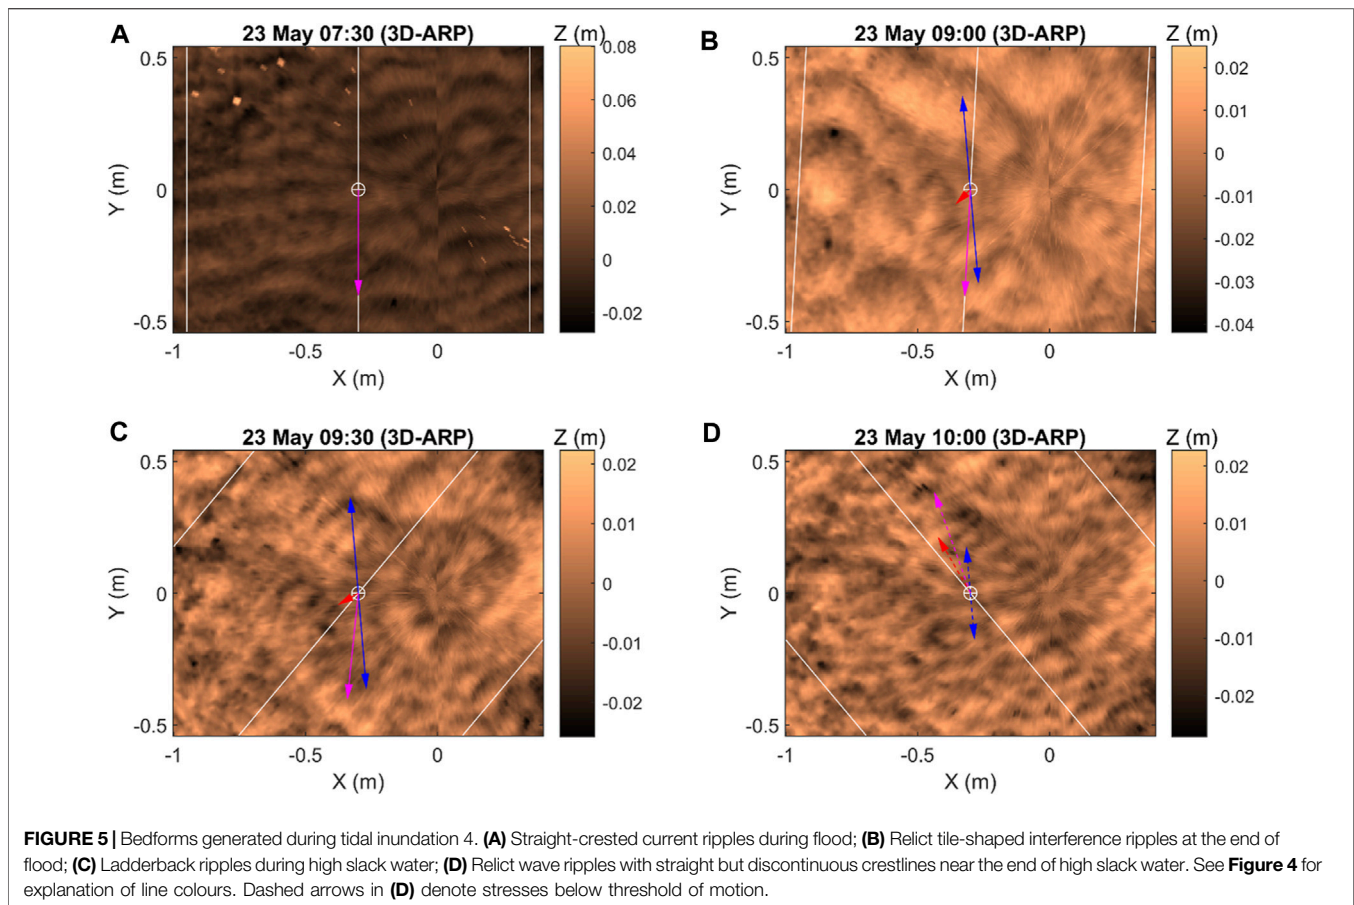 A
23 May 07:30 (3D-ARP)
Z (m)
0.5
0
-0.5
Y (m)
-1
-0.5
0
X (m)
0.08
0.06
0.04
0.02
0
-0.02
B
23 May 09:00 (3D-ARP)
Z (m)
0.5
0
-0.5
Y (m)
-1
-0.5
0
X (m)
0.02
0.01
0
-0.01
-0.02
-0.03
-0.04
C
23 May 09:30 (3D-ARP)
Z (m)
0.5
0
-0.5
Y (m)
-1
-0.5
0
X (m)
0.02
0.01
0
-0.01
-0.02
D
23 May 10:00 (3D-ARP)
Z (m)
0.5
0
-0.5
Y (m)
-1
-0.5
0
X (m)
0.02
0.01
0
-0.01
-0.02
FIGURE 5 | Bedforms generated during tidal inundation 4. (A) Straight-crested current ripples during flood; (B) Relict tile-shaped interference ripples at the end of
flood; (C) Ladderback ripples during high slack water; (D) Relict wave ripples with straight but discontinuous crestlines near the end of high slack water. See Figure 4 for
explanation of line colours. Dashed arrows in (D) denote stresses below threshold of motion.